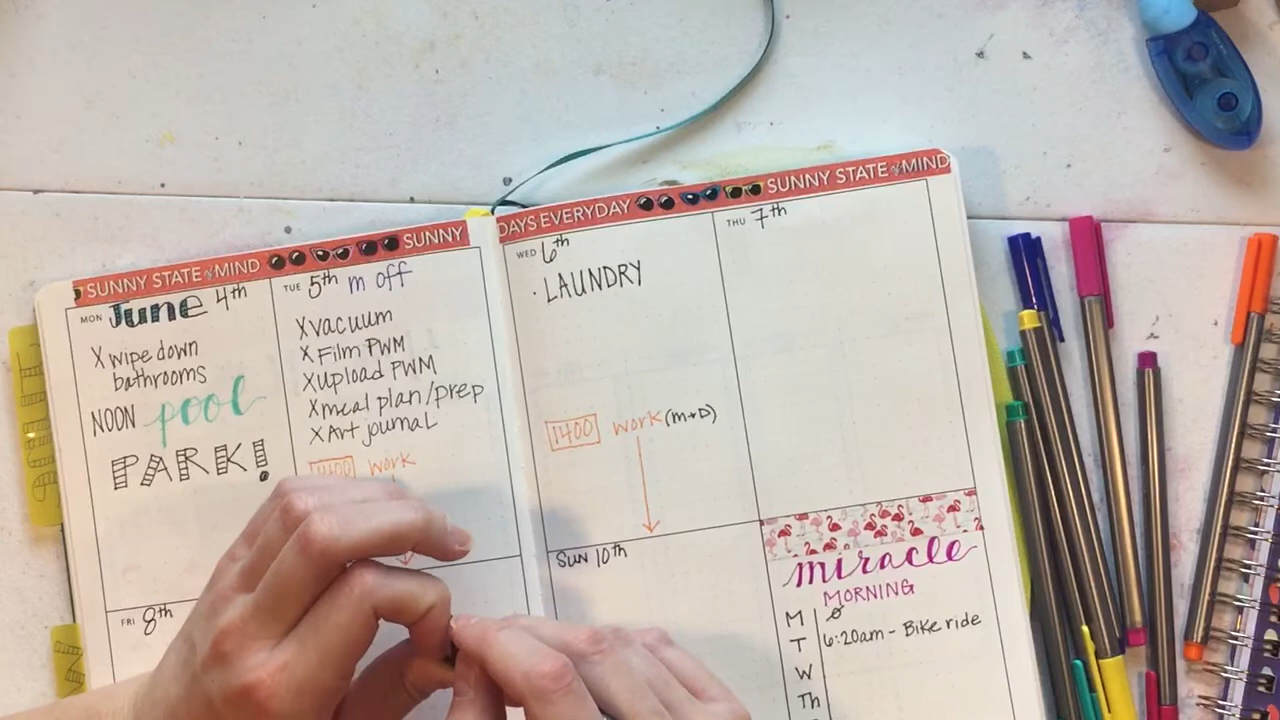 SUNNY STATE of MIND SUNNY
DAYS EVERYDAY SUNNY STATE of MIND
MON June 4th
X wipe down
bathrooms
NOON pool
PARK!
TUE 5th m off
X vacuum
X Film PWM
X Upload PWM
X meal plan/prep
X Art journal
1400 work
WED 6th
· LAUNDRY
1400 work (M+D)
THU 7th
FRI 8th
SUN 10th
miracle
MORNING
M Ø
T 6:20am - Bike ride
W
Th